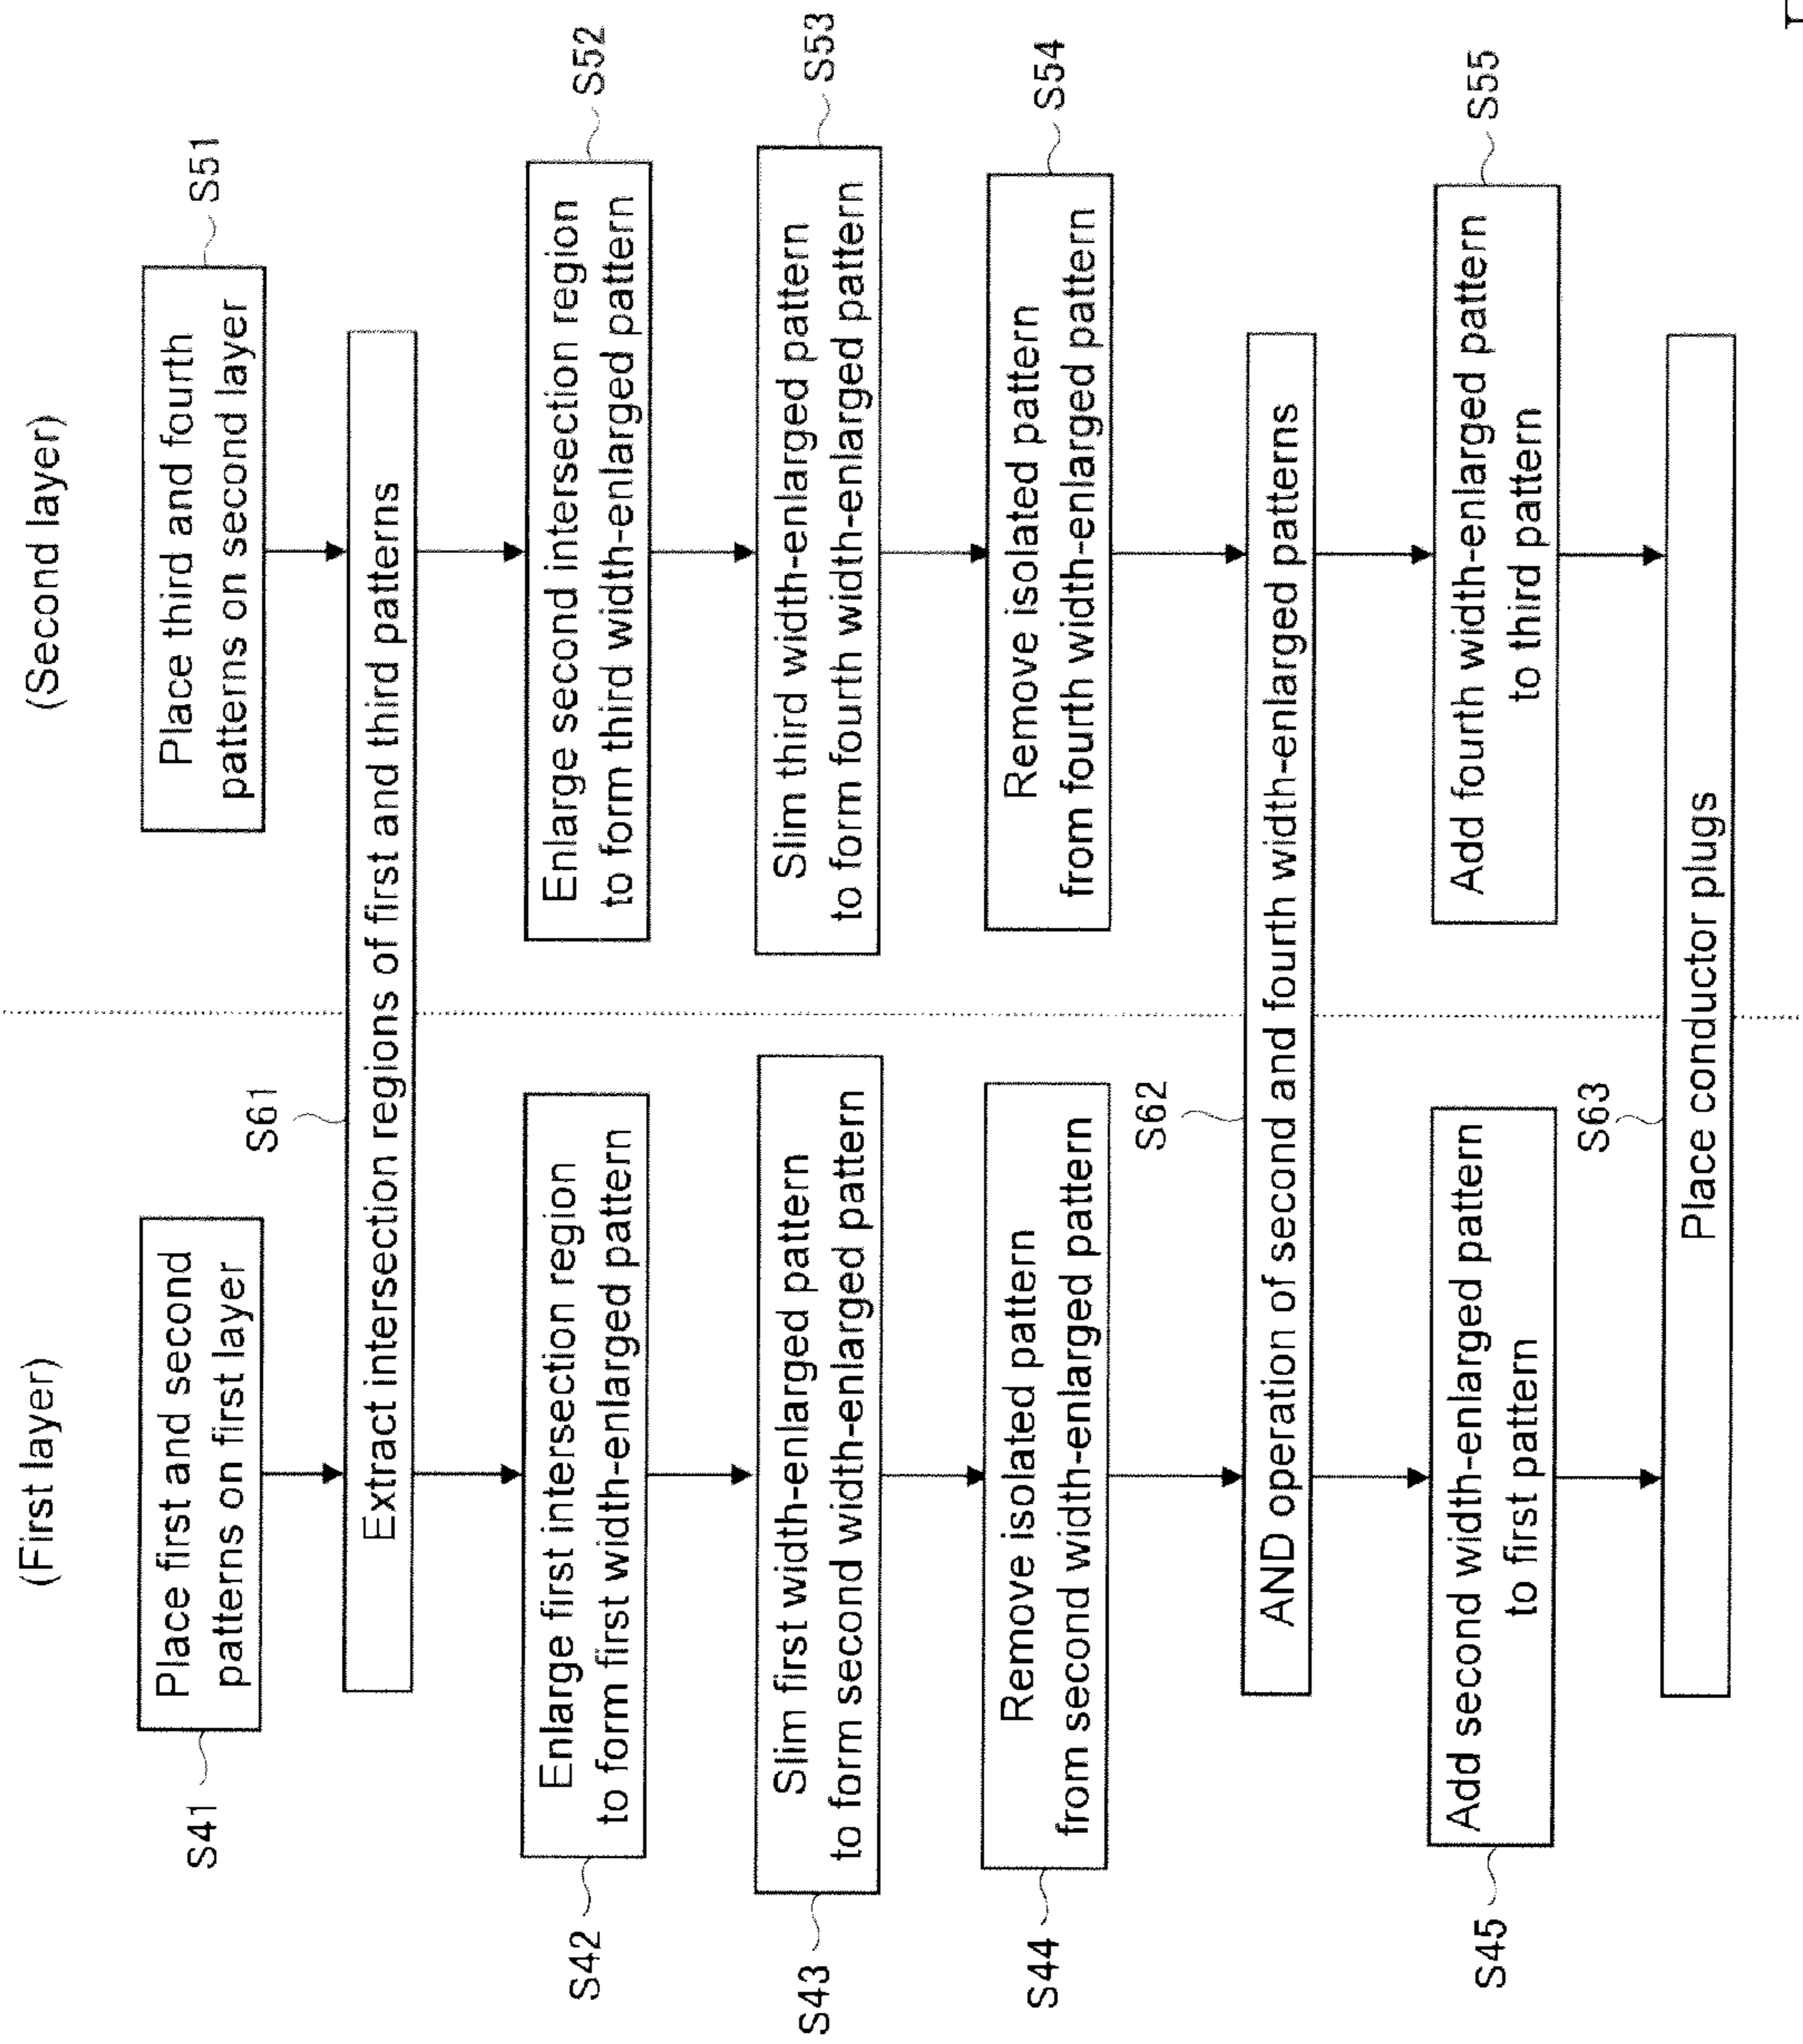 (First layer)
(Second layer)
S41
Place first and second
patterns on first layer
Place third and fourth
patterns on second layer
S51
S61
Extract intersection regions of first and third patterns
S42
Enlarge first intersection region
to form first width-enlarged pattern
Enlarge second intersection region
to form third width-enlarged pattern
S52
S43
Slim first width-enlarged pattern
to form second width-enlarged pattern
Slim third width-enlarged pattern
to form fourth width-enlarged pattern
S53
S44
Remove isolated pattern
from second width-enlarged pattern
Remove isolated pattern
from fourth width-enlarged pattern
S54
S62
AND operation of second and fourth width-enlarged patterns
S45
Add second width-enlarged pattern
to first pattern
Add fourth width-enlarged pattern
to third pattern
S55
S63
Place conductor plugs